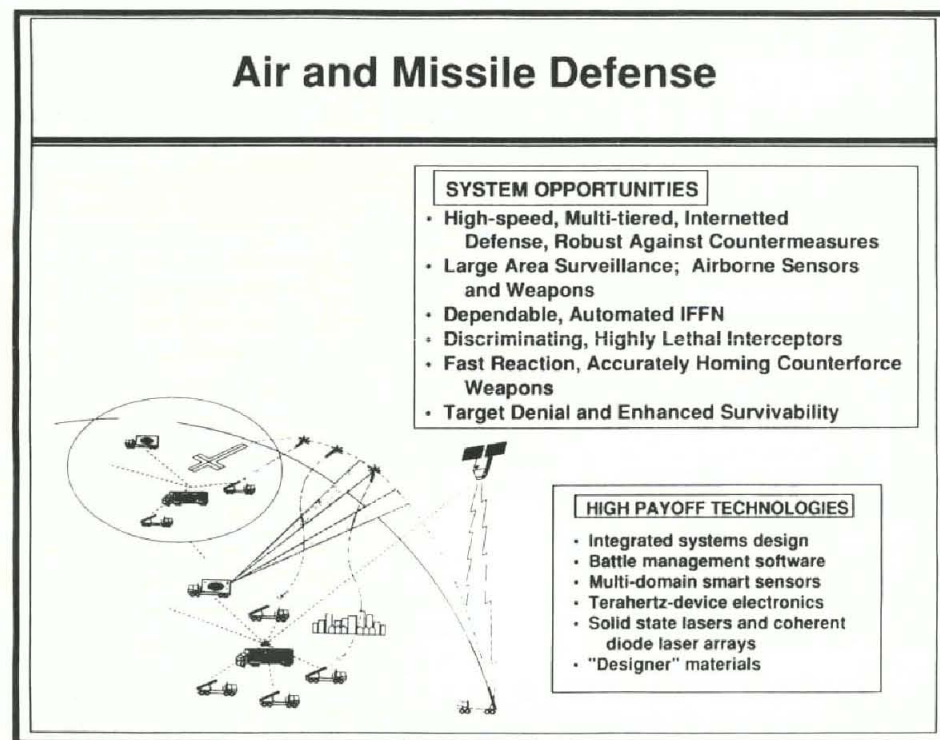 Air and Missile Defense
SYSTEM OPPORTUNITIES
• High-speed, Multi-tiered, Internetted
Defense, Robust Against Countermeasures
• Large Area Surveillance; Airborne Sensors
and Weapons
• Dependable, Automated IFFN
• Discriminating, Highly Lethal Interceptors
• Fast Reaction, Accurately Homing Counterforce
Weapons
• Target Denial and Enhanced Survivability
HIGH PAYOFF TECHNOLOGIES
• Integrated systems design
• Battle management software
• Multi-domain smart sensors
• Terahertz-device electronics
• Solid state lasers and coherent
diode laser arrays
• "Designer" materials